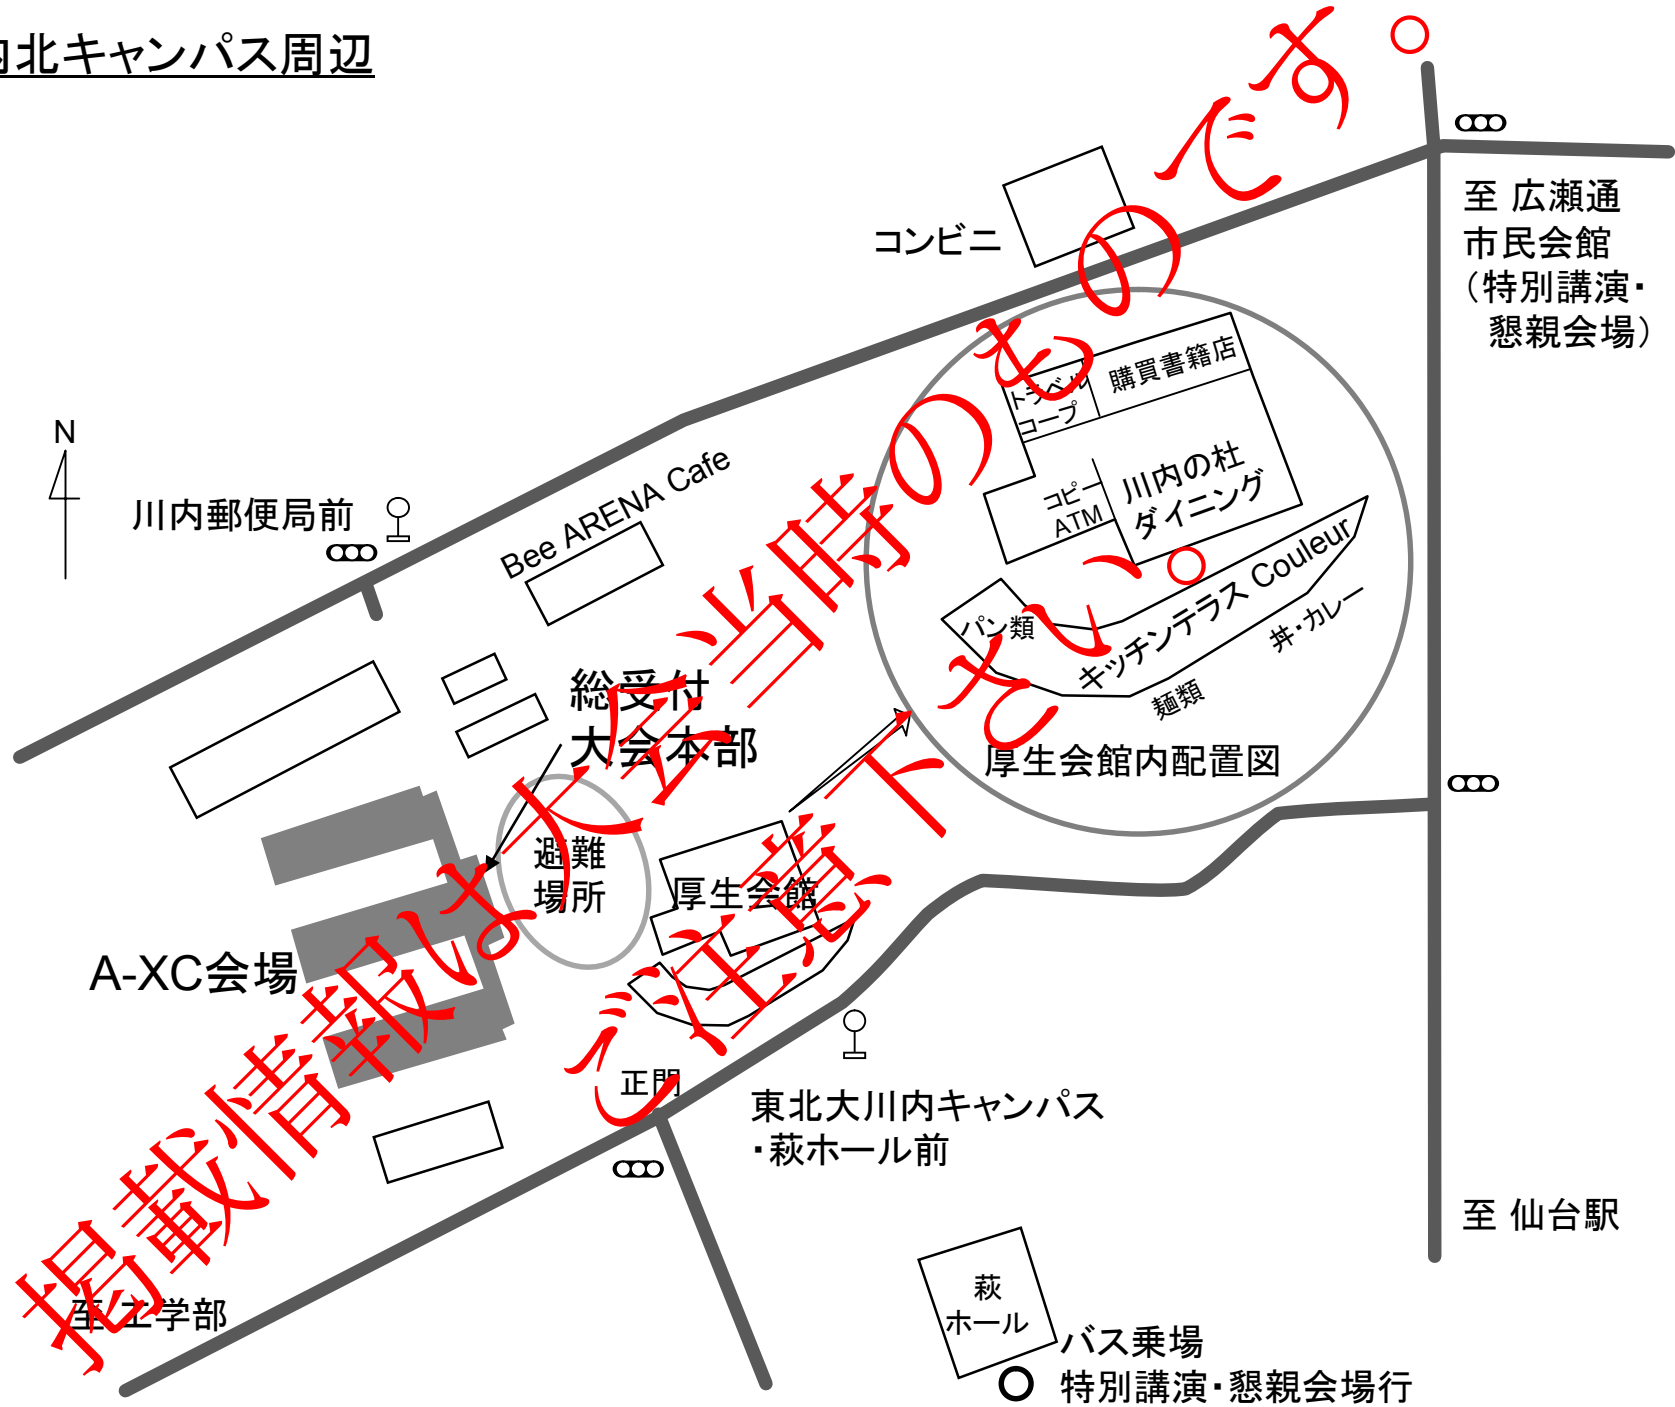 内北キャンパス周辺
コンビニ
至 広瀬通
市民会館
（特別講演・
懇親会場）
トラベル
コープ
購買書籍店
N
川内郵便局前
Bee ARENA Cafe
コピー
ATM
川内の杜
ダイニング
パン類
キッチンテラス Couleur
丼・カレー
麺類
厚生会館内配置図
総受付
大会本部
避難
場所
厚生会館
A-XC会場
正門
東北大川内キャンパス
・萩ホール前
至 工学部
至 仙台駅
萩
ホール
バス乗場
特別講演・懇親会場行
掲載情報は大会当時のものです。
ご注意下さい。